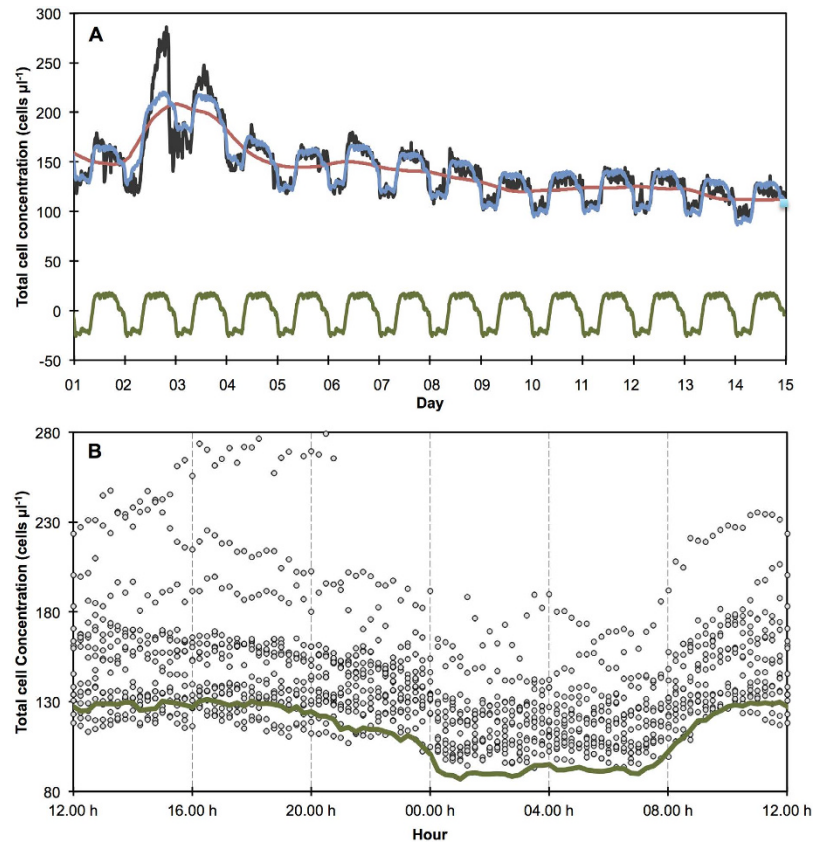 A
Total cell concentration (cells µl-1)
300
250
200
150
100
50
0
-50
01 02 03 04 05 06 07 08 09 10 11 12 13 14 15
Day
B
Total cell Concentration (cells µl-1)
280
230
180
130
80
12.00 h 16.00 h 20.00 h 00.00 h 04.00 h 08.00 h 12.00 h
Hour